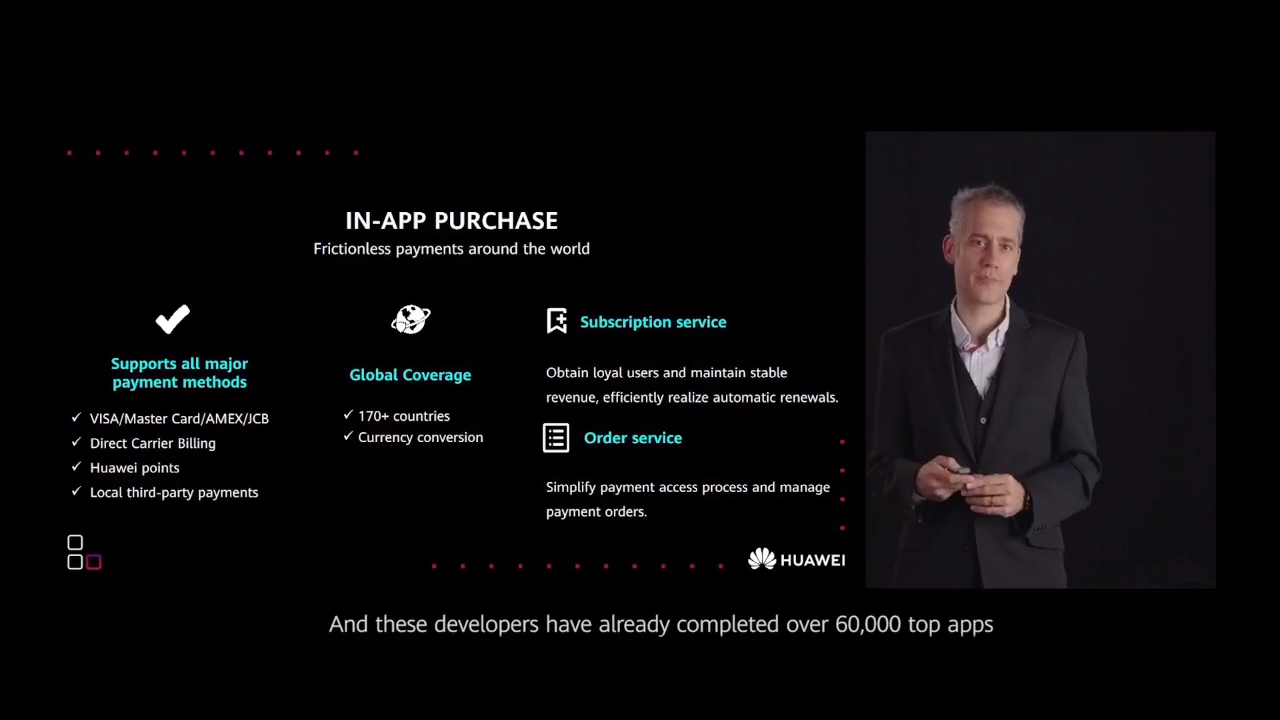 IN-APP PURCHASE
Frictionless payments around the world
Supports all major
payment methods
✓ VISA/Master Card/AMEX/JCB
✓ Direct Carrier Billing
✓ Huawei points
✓ Local third-party payments
Global Coverage
✓ 170+ countries
✓ Currency conversion
Subscription service
Obtain loyal users and maintain stable
revenue, efficiently realize automatic renewals.
Order service
Simplify payment access process and manage
payment orders.
HUAWEI
And these developers have already completed over 60,000 top apps